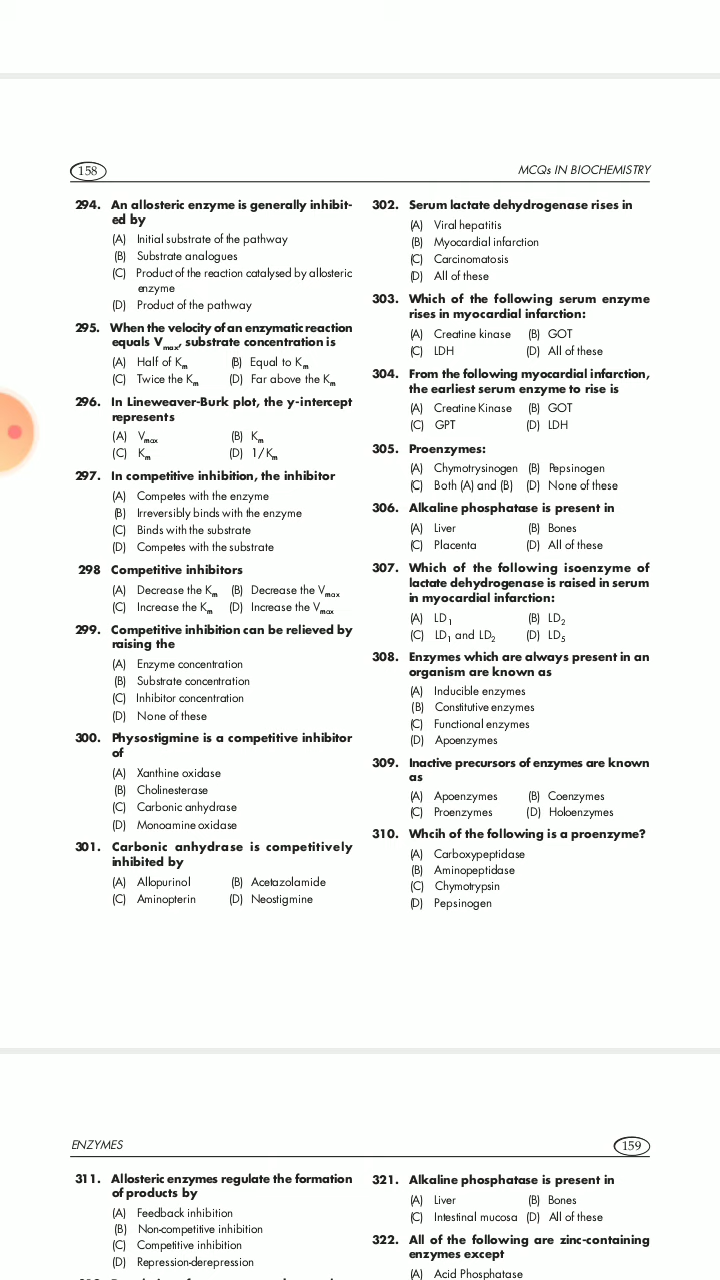 158
MCQs IN BIOCHEMISTRY
294. An allosteric enzyme is generally inhibit-
ed by
(A) Initial substrate of the pathway
(B) Substrate analogues
(C) Product of the reaction catalysed by allosteric
enzyme
(D) Product of the pathway
295. When the velocity of an enzymatic reaction
equals Vmax, substrate concentration is
(A) Half of Km (B) Equal to Km
(C) Twice the Km (D) Far above the Km
296. In Lineweaver-Burk plot, the y-intercept
represents
(A) Vmax (B) Km
(C) Km (D) 1/Km
297. In competitive inhibition, the inhibitor
(A) Competes with the enzyme
(B) Irreversibly binds with the enzyme
(C) Binds with the substrate
(D) Competes with the substrate
298 Competitive inhibitors
(A) Decrease the Km (B) Decrease the Vmax
(C) Increase the Km (D) Increase the Vmax
299. Competitive inhibition can be relieved by
raising the
(A) Enzyme concentration
(B) Substrate concentration
(C) Inhibitor concentration
(D) None of these
300. Physostigmine is a competitive inhibitor
of
(A) Xanthine oxidase
(B) Cholinesterase
(C) Carbonic anhydrase
(D) Monoamine oxidase
301. Carbonic anhydrase is competitively
inhibited by
(A) Allopurinol (B) Acetazolamide
(C) Aminopterin (D) Neostigmine
302. Serum lactate dehydrogenase rises in
(A) Viral hepatitis
(B) Myocardial infarction
(C) Carcinomatosis
(D) All of these
303. Which of the following serum enzyme
rises in myocardial infarction:
(A) Creatine kinase (B) GOT
(C) LDH (D) All of these
304. From the following myocardial infarction,
the earliest serum enzyme to rise is
(A) Creatine Kinase (B) GOT
(C) GPT (D) LDH
305. Proenzymes:
(A) Chymotrysinogen (B) Pepsinogen
(C) Both (A) and (B) (D) None of these
306. Alkaline phosphatase is present in
(A) Liver (B) Bones
(C) Placenta (D) All of these
307. Which of the following isoenzyme of
lactate dehydrogenase is raised in serum
in myocardial infarction:
(A) LD1 (B) LD2
(C) LD1 and LD2 (D) LD5
308. Enzymes which are always present in an
organism are known as
(A) Inducible enzymes
(B) Constitutive enzymes
(C) Functional enzymes
(D) Apoenzymes
309. Inactive precursors of enzymes are known
as
(A) Apoenzymes (B) Coenzymes
(C) Proenzymes (D) Holoenzymes
310. Whcih of the following is a proenzyme?
(A) Carboxypeptidase
(B) Aminopeptidase
(C) Chymotrypsin
(D) Pepsinogen
ENZYMES
159
311. Allosteric enzymes regulate the formation
of products by
(A) Feedback inhibition
(B) Non-competitive inhibition
(C) Competitive inhibition
(D) Repression-derepression
321. Alkaline phosphatase is present in
(A) Liver (B) Bones
(C) Intestinal mucosa (D) All of these
322. All of the following are zinc-containing
enzymes except
(A) Acid Phosphatase